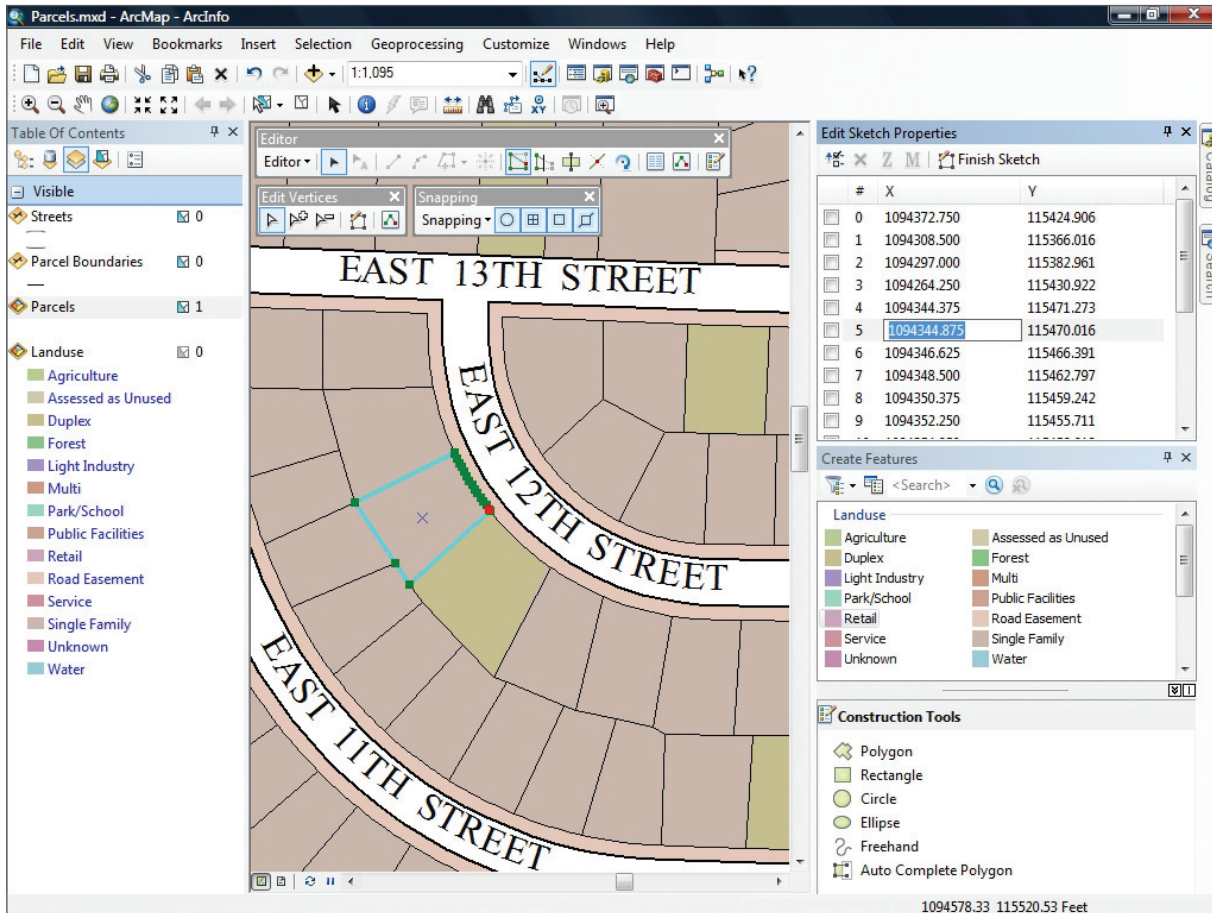 Parcels.mxd - ArcMap - ArcInfo
File Edit View Bookmarks Insert Selection Geoprocessing Customize Windows Help
1:1,095
Table Of Contents
Visible
Streets 0
Parcel Boundaries 0
Parcels 1
Landuse 0
Agriculture
Assessed as Unused
Duplex
Forest
Light Industry
Multi
Park/School
Public Facilities
Retail
Road Easement
Service
Single Family
Unknown
Water
Editor
Editor
Edit Vertices
Snapping
Snapping
EAST 13TH STREET
EAST 12TH STREET
EAST 11TH STREET
Edit Sketch Properties
Z M Finish Sketch
# X Y
0 1094372.750 115424.906
1 1094308.500 115366.016
2 1094297.000 115382.961
3 1094264.250 115430.922
4 1094344.375 115471.273
5 1094344.875 115470.016
6 1094346.625 115466.391
7 1094348.500 115462.797
8 1094350.375 115459.242
9 1094352.250 115455.711
Create Features
<Search>
Landuse
Agriculture Assessed as Unused
Duplex Forest
Light Industry Multi
Park/School Public Facilities
Retail Road Easement
Service Single Family
Unknown Water
Construction Tools
Polygon
Rectangle
Circle
Ellipse
Freehand
Auto Complete Polygon
Catalog
Search
1094578.33 115520.53 Feet